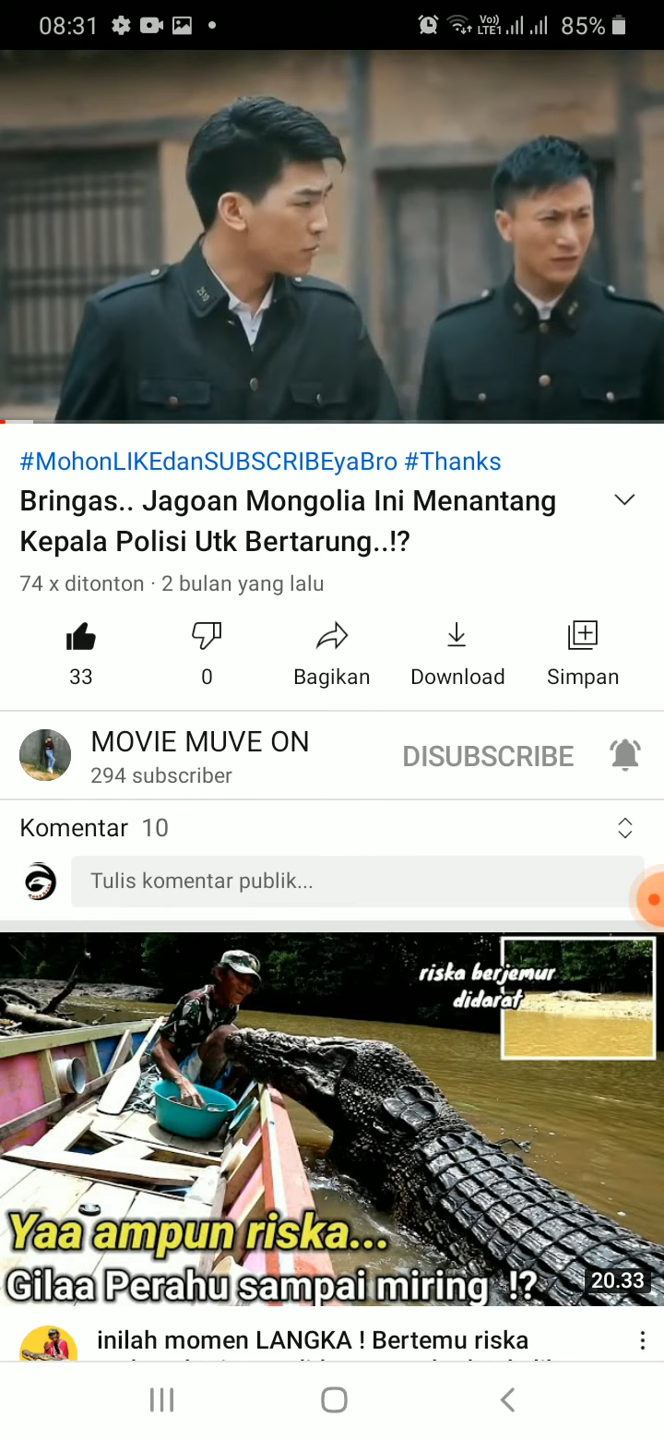 08:31
Vo)) LTE1 85%
#MohonLIKEdanSUBSCRIBEyaBro #Thanks
Bringas.. Jagoan Mongolia Ini Menantang
Kepala Polisi Utk Bertarung..!?
74 x ditonton · 2 bulan yang lalu
33
0
Bagikan
Download
Simpan
MOVIE MUVE ON
294 subscriber
DISUBSCRIBE
Komentar 10
Tulis komentar publik...
riska berjemur
didarat
Yaa ampun riska...
Gilaa Perahu sampai miring !?
20.33
inilah momen LANGKA ! Bertemu riska